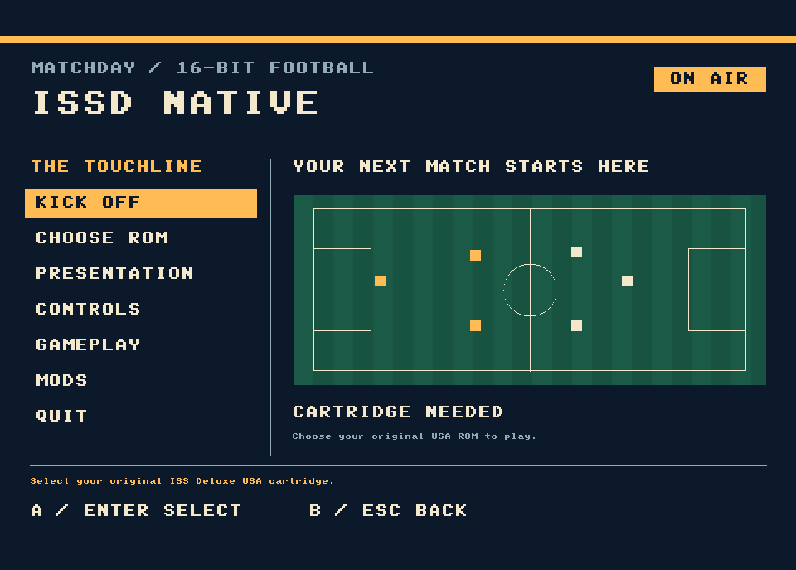 MATCHDAY / 16-BIT FOOTBALL
ISSD NATIVE
ON AIR
THE TOUCHLINE
KICK OFF
CHOOSE ROM
PRESENTATION
CONTROLS
GAMEPLAY
MODS
QUIT
YOUR NEXT MATCH STARTS HERE
CARTRIDGE NEEDED
Choose your original USA ROM to play.
Select your original ISS Deluxe USA cartridge.
A / ENTER SELECT
B / ESC BACK